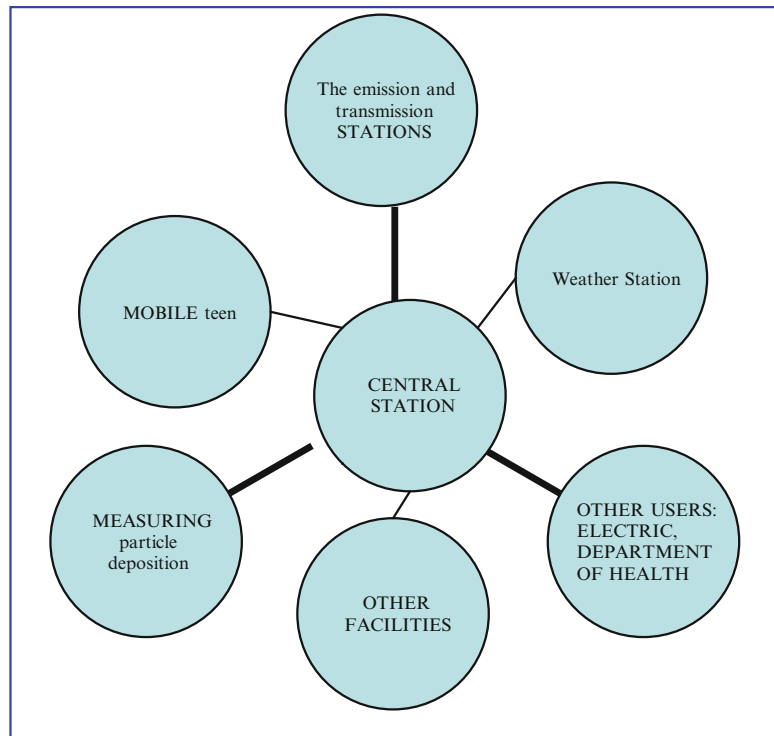 The emission and
transmission
STATIONS
Weather Station
MOBILE teen
CENTRAL
STATION
MEASURING
particle
deposition
OTHER USERS:
ELECTRIC,
DEPARTMENT
OF HEALTH
OTHER
FACILITIES